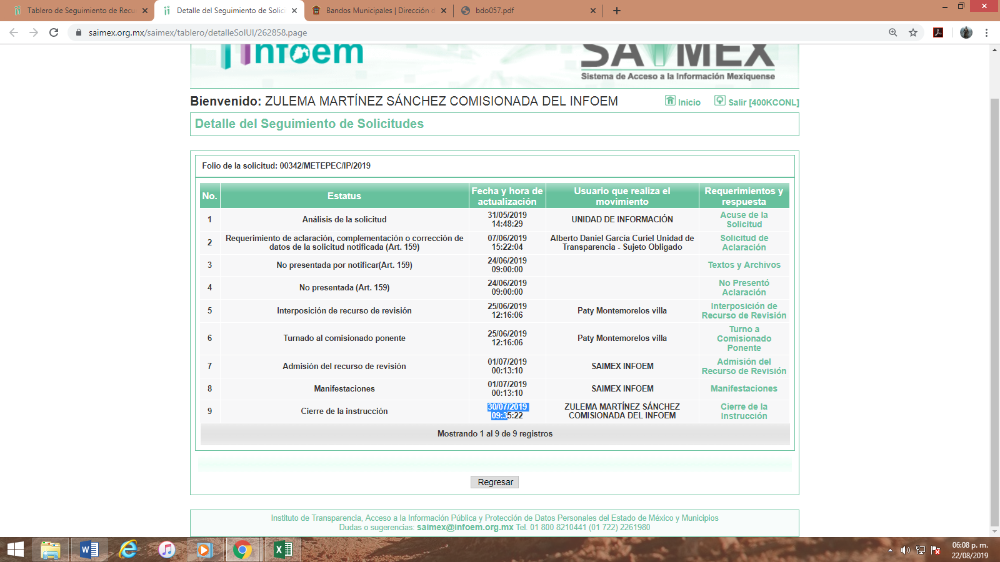 Tablero de Seguimiento de Recu
Detalle del Seguimiento de Solic
Bandos Municipales | Dirección d
bdo057.pdf
saimex.org.mx/saimex/tablero/detalleSolUI/262858.page
infoem
SAIMEX
Sistema de Acceso a la Información Mexiquense
Bienvenido: ZULEMA MARTÍNEZ SÁNCHEZ COMISIONADA DEL INFOEM
Inicio
Salir [400KCONL]
Detalle del Seguimiento de Solicitudes
Folio de la solicitud: 00342/METEPEC/IP/2019
No. Estatus Fecha y hora de Usuario que realiza el Requerimientos y
actualización movimiento respuesta
1 Análisis de la solicitud 31/05/2019 UNIDAD DE INFORMACIÓN Acuse de la
14:48:29 Solicitud
2 Requerimiento de aclaración, complementación o corrección de 07/06/2019 Alberto Daniel García Curiel Unidad de Solicitud de
datos de la solicitud notificada (Art. 159) 15:22:04 Transparencia - Sujeto Obligado Aclaración
3 No presentada por notificar(Art. 159) 24/06/2019 Textos y Archivos
09:00:00
4 No presentada (Art. 159) 24/06/2019 No Presentó
09:00:00 Aclaración
5 Interposición de recurso de revisión 25/06/2019 Paty Montemorelos villa Interposición de
12:16:06 Recurso de Revisión
6 Turnado al comisionado ponente 25/06/2019 Paty Montemorelos villa Turno a
12:16:06 Comisionado
Ponente
7 Admisión del recurso de revisión 01/07/2019 SAIMEX INFOEM Admisión del
00:13:10 Recurso de Revisión
8 Manifestaciones 01/07/2019 SAIMEX INFOEM Manifestaciones
00:13:10
9 Cierre de la instrucción 30/07/2019 ZULEMA MARTÍNEZ SÁNCHEZ Cierre de la
09:35:22 COMISIONADA DEL INFOEM Instrucción
Mostrando 1 al 9 de 9 registros
Regresar
Instituto de Transparencia, Acceso a la Información Pública y Protección de Datos Personales del Estado de México y Municipios
Dudas o sugerencias: saimex@infoem.org.mx Tel. 01 800 8210441 (01 722) 2261980
06:08 p. m.
22/08/2019